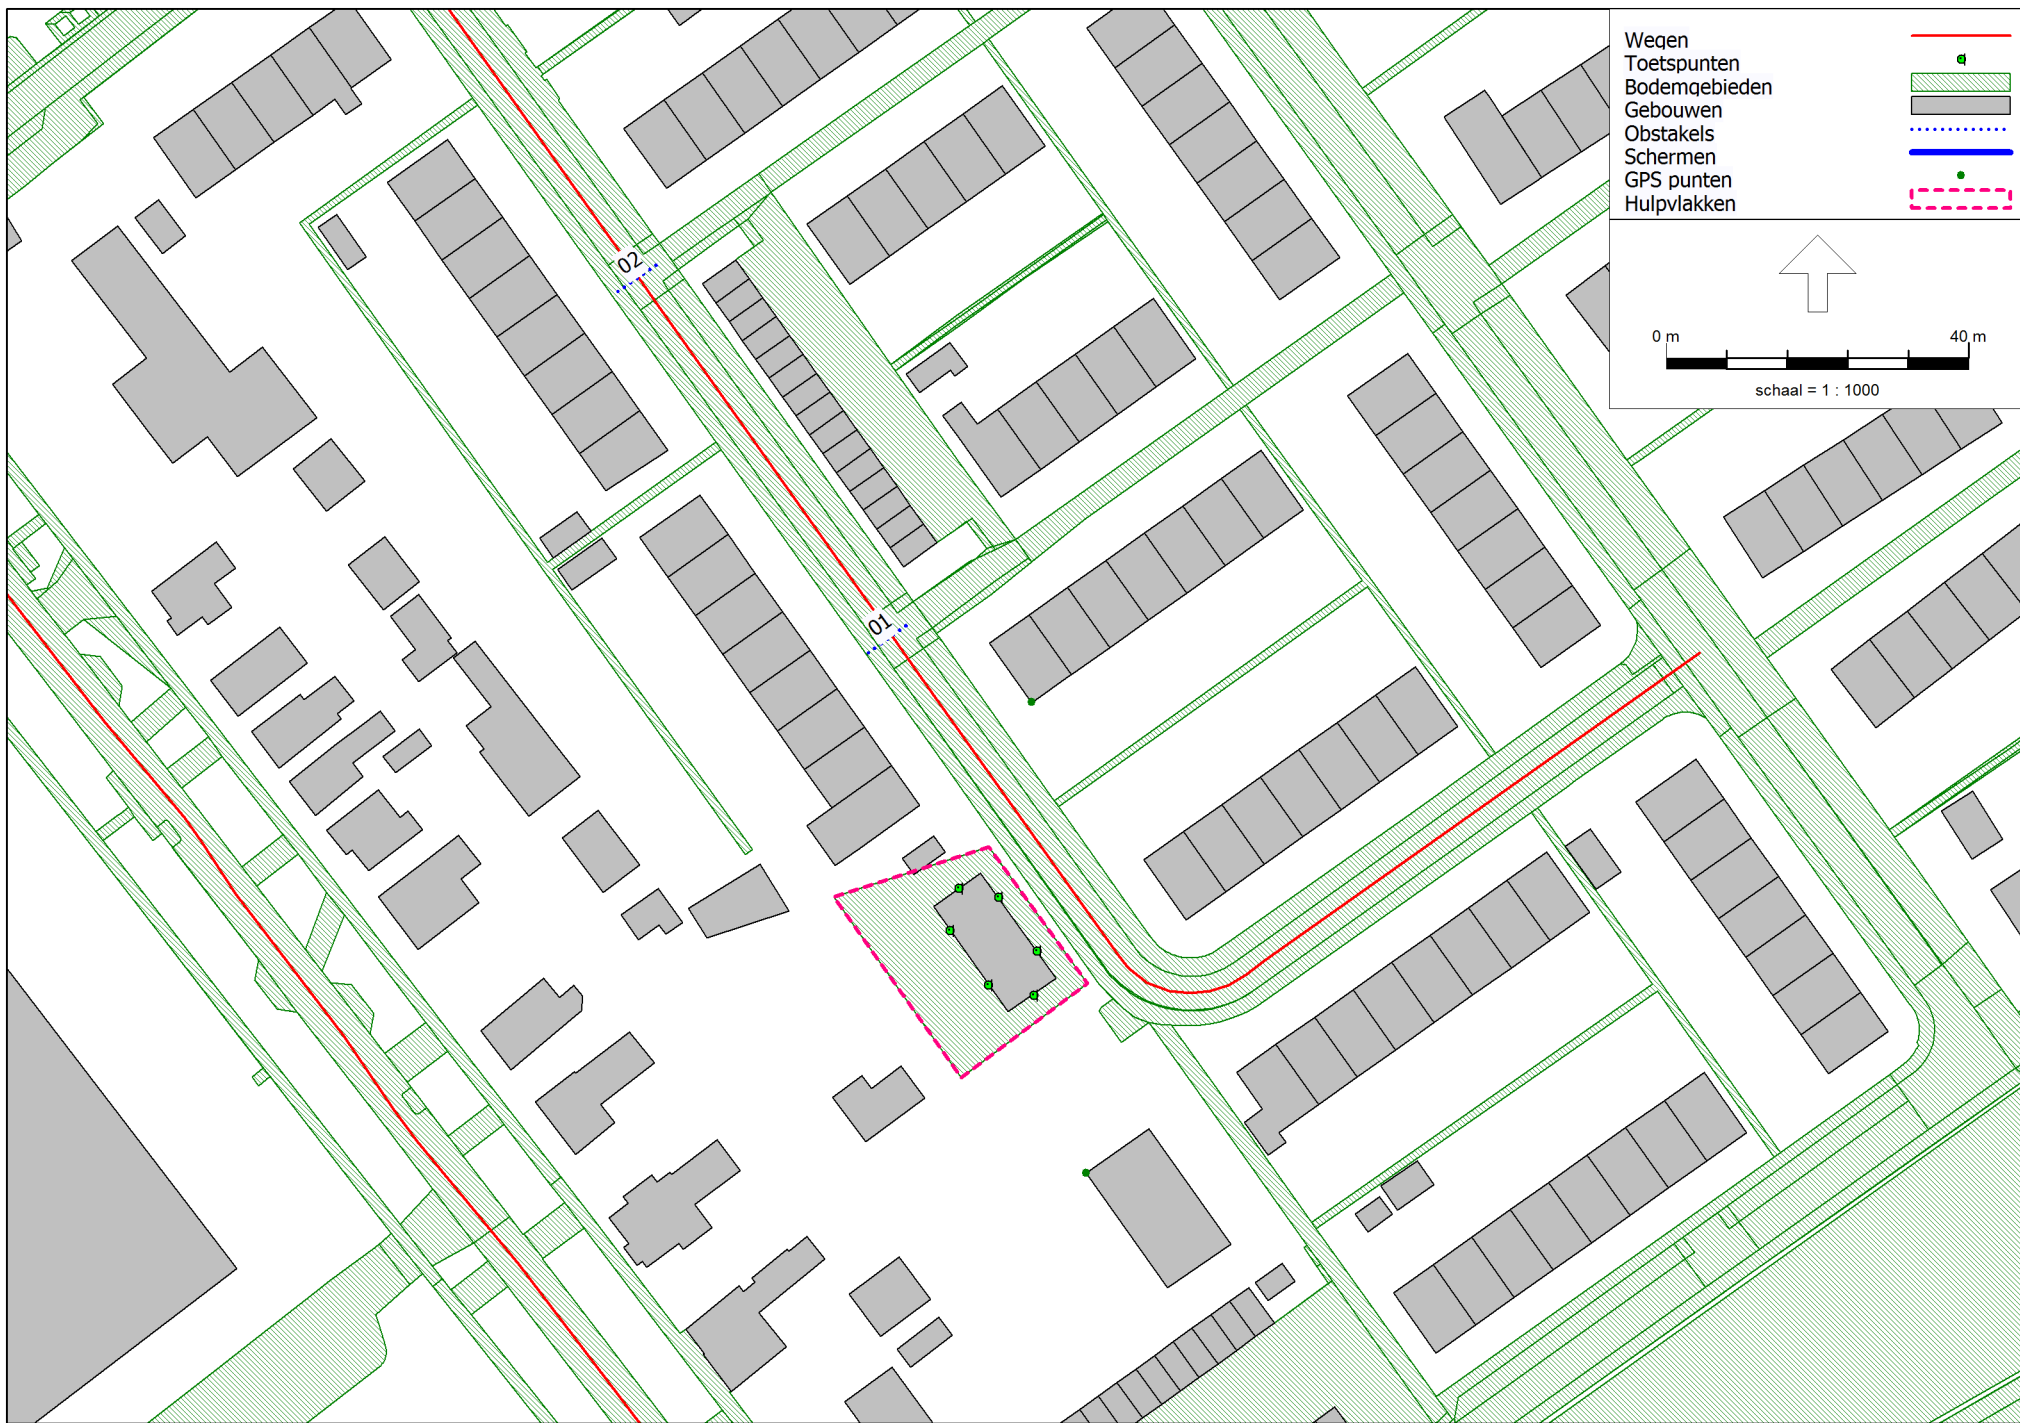 Wegen
Toetspunten
Bodemgebieden
Gebouwen
Obstakels
Schermen
GPS punten
Hulpvlakken
0 m 40 m
schaal = 1 : 1000
02
01